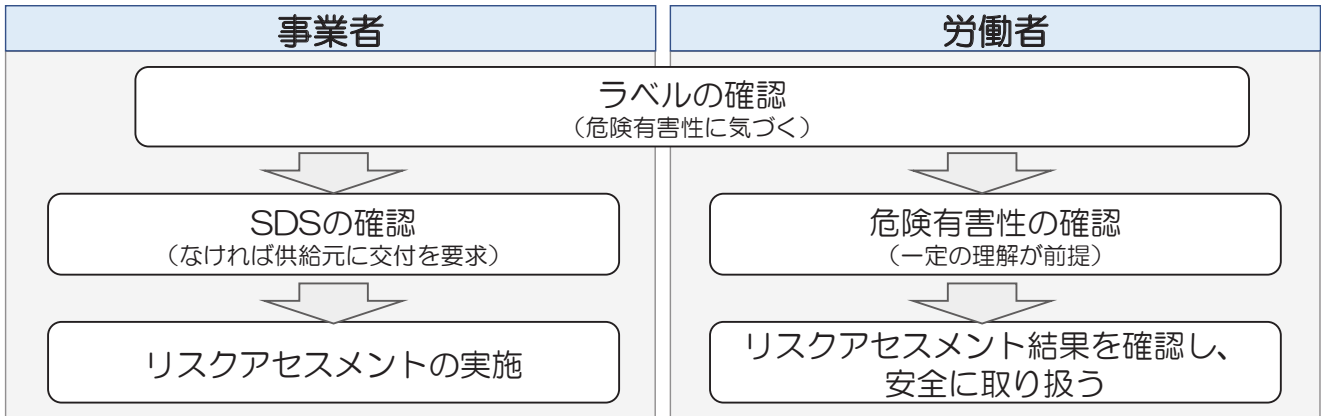 事業者
労働者
ラベルの確認
（危険有害性に気づく）
SDSの確認
（なければ供給元に交付を要求）
危険有害性の確認
（一定の理解が前提）
リスクアセスメントの実施
リスクアセスメント結果を確認し、
安全に取り扱う